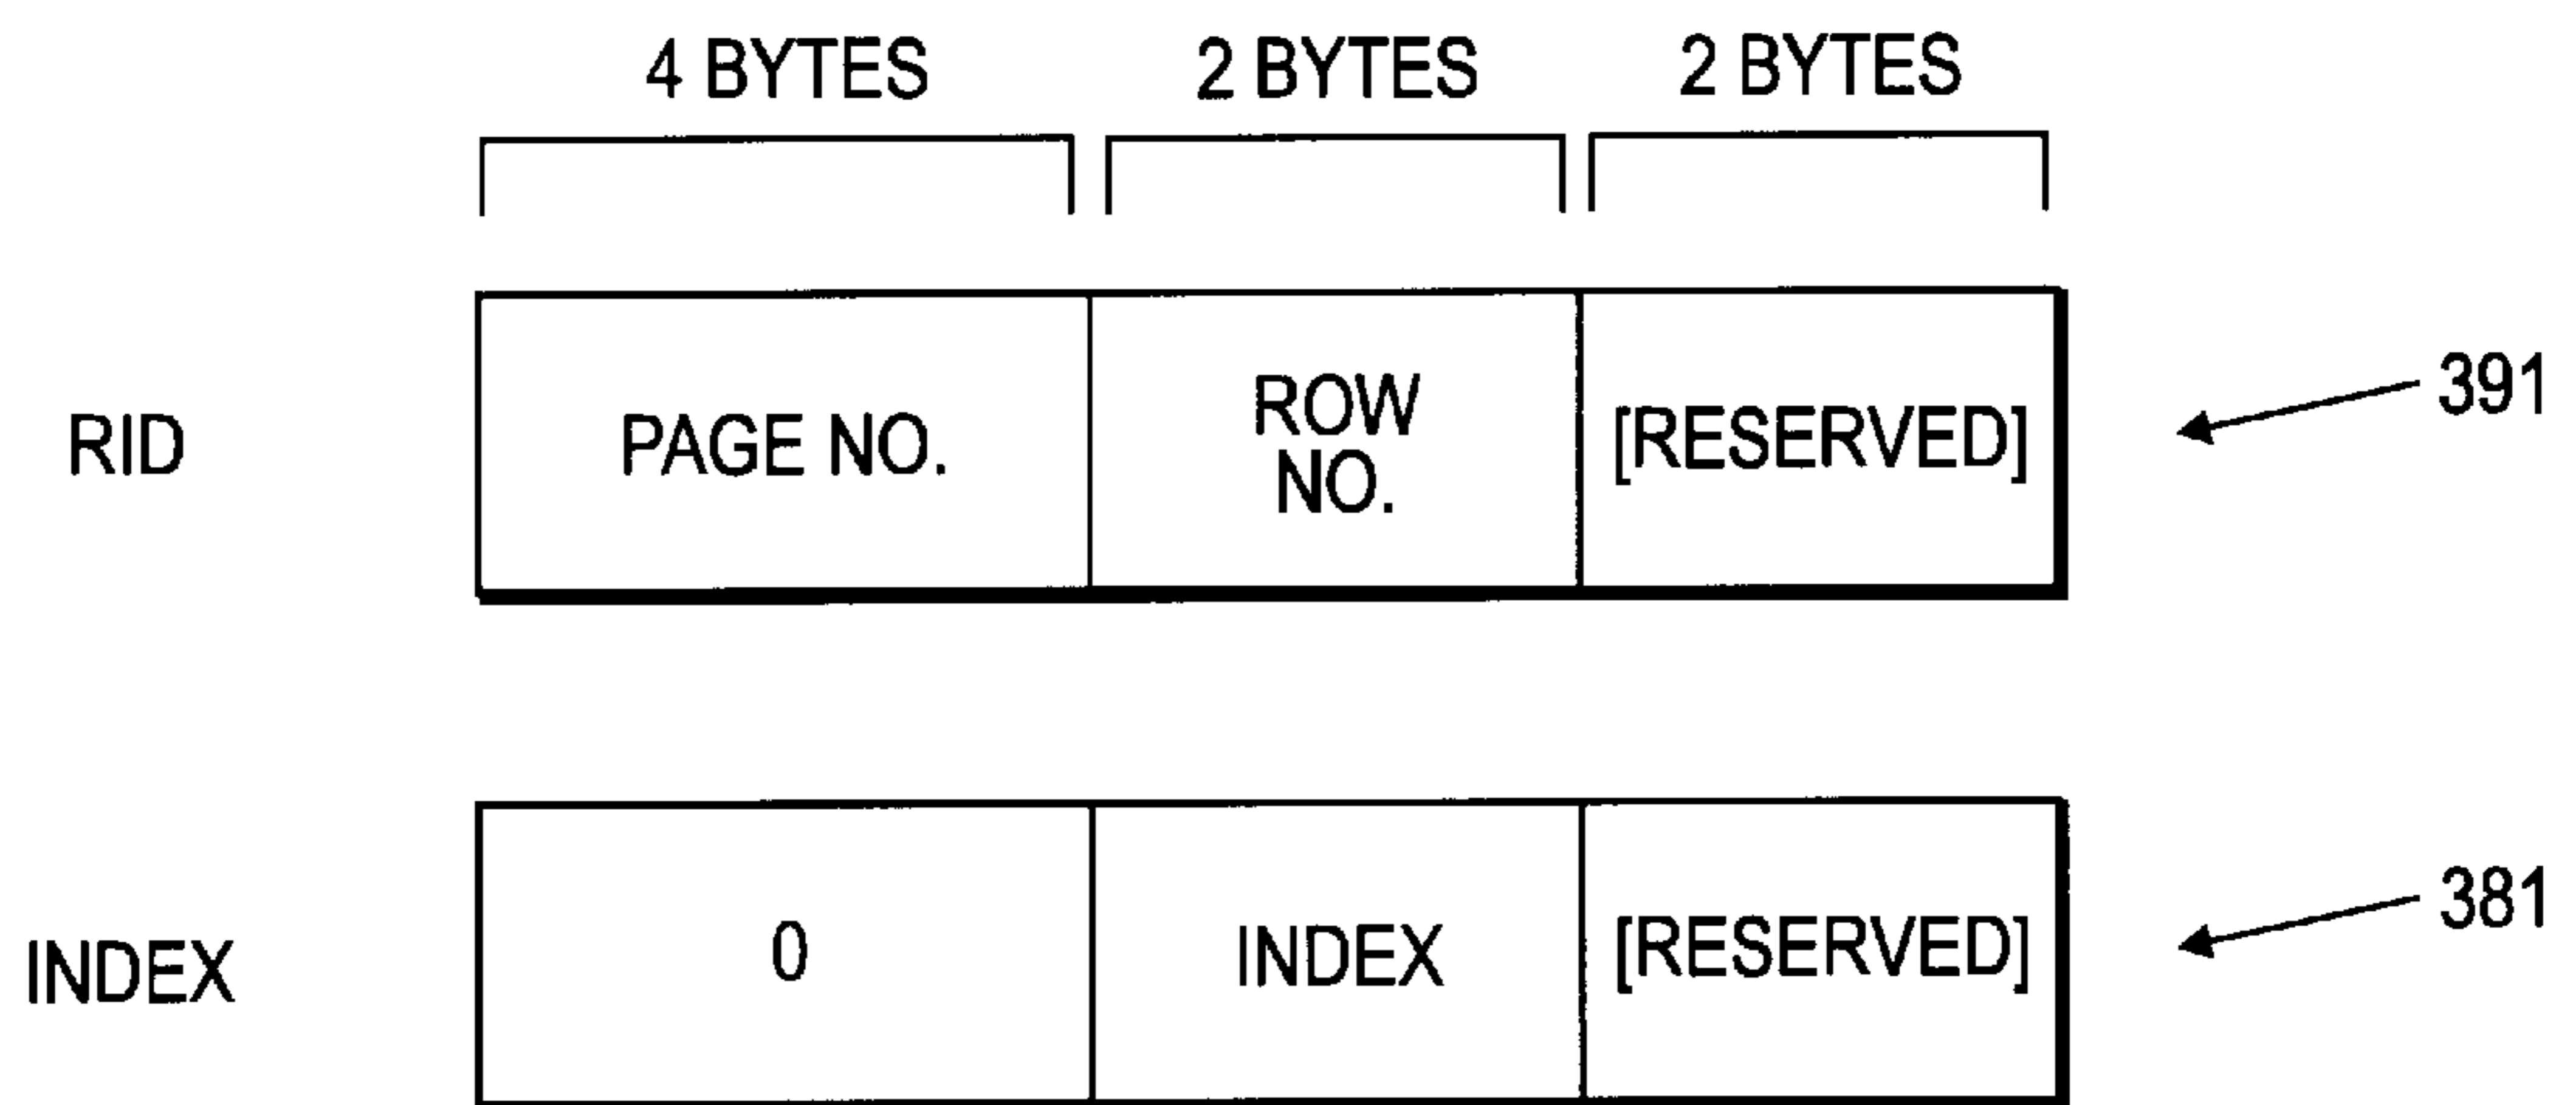 4 BYTES 2 BYTES 2 BYTES
RID PAGE NO. ROW NO. [RESERVED] 391
INDEX 0 INDEX [RESERVED] 381